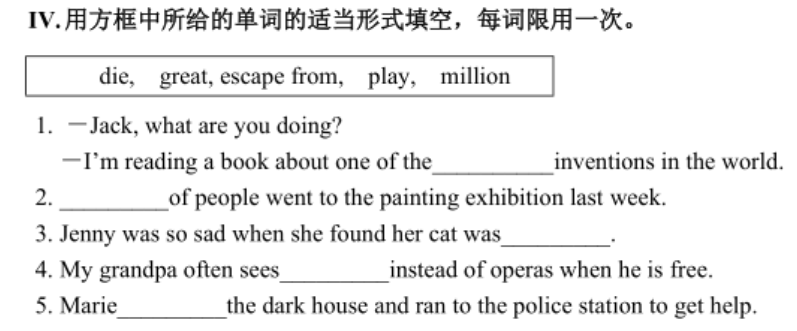 IV.用方框中所给的单词的适当形式填空，每词限用一次。
die, great, escape from, play, million
1. －Jack, what are you doing?
－I'm reading a book about one of the__________inventions in the world.
2. _________of people went to the painting exhibition last week.
3. Jenny was so sad when she found her cat was_________.
4. My grandpa often sees_________instead of operas when he is free.
5. Marie_________the dark house and ran to the police station to get help.